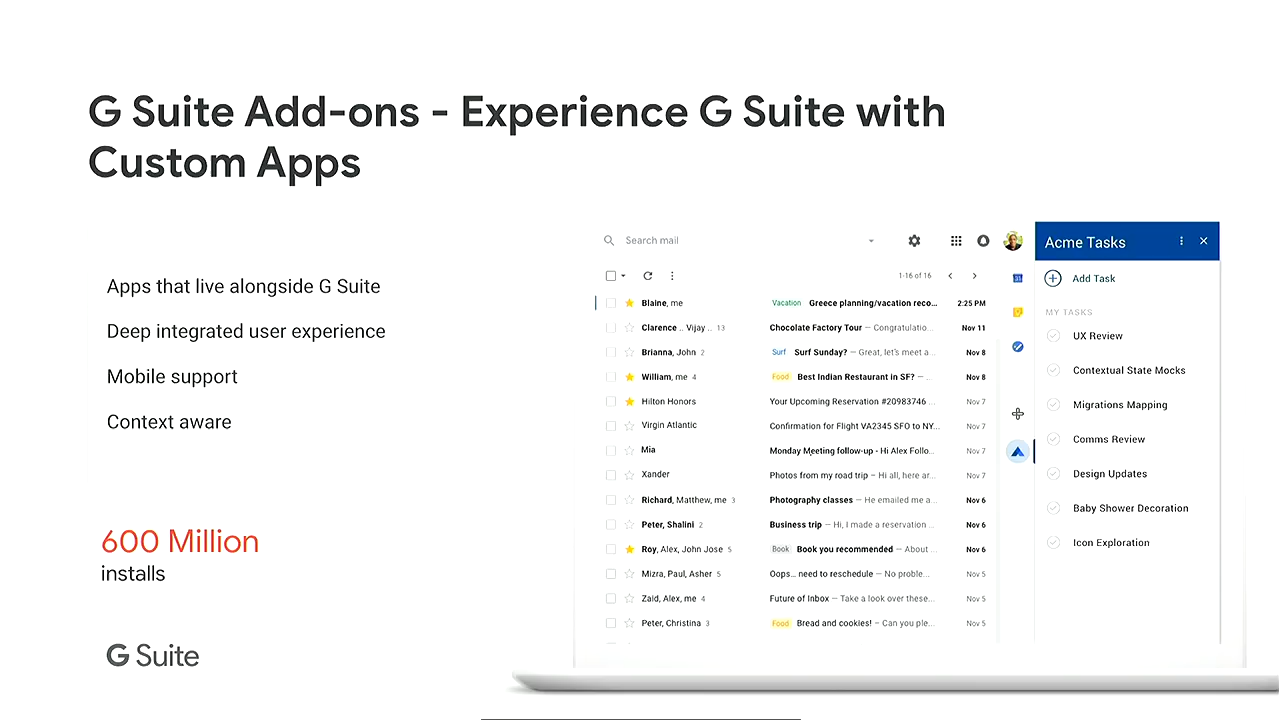 G Suite Add-ons - Experience G Suite with
Custom Apps
Apps that live alongside G Suite
Deep integrated user experience
Mobile support
Context aware
600 Million
installs
G Suite
Search mail
1-16 of 16
Blaine, me Vacation Greece planning/vacation reco... 2:25 PM
Clarence .. Vijay .. 13 Chocolate Factory Tour – Congratulatio... Nov 11
Brianna, John 2 Surf Surf Sunday? – Great, let's meet a... Nov 8
William, me 4 Food Best Indian Restaurant in SF? – .. Nov 8
Hilton Honors Your Upcoming Reservation #20983746 ... Nov 7
Virgin Atlantic Confirmation for Flight VA2345 SFO to NY... Nov 7
Mia Monday Meeting follow-up - Hi Alex Follo... Nov 7
Xander Photos from my road trip – Hi all, here ar... Nov 7
Richard, Matthew, me 3 Photography classes – He emailed me a... Nov 6
Peter, Shalini 2 Business trip – Hi, I made a reservation ... Nov 6
Roy, Alex, John Jose 5 Book Book you recommended – About ... Nov 6
Mizra, Paul, Asher 5 Oops... need to reschedule – No proble... Nov 5
Zaid, Alex, me 4 Future of Inbox – Take a look over these... Nov 5
Peter, Christina 3 Food Bread and cookies! – Can you ple... Nov 5
31
Acme Tasks
Add Task
MY TASKS
UX Review
Contextual State Mocks
Migrations Mapping
Comms Review
Design Updates
Baby Shower Decoration
Icon Exploration